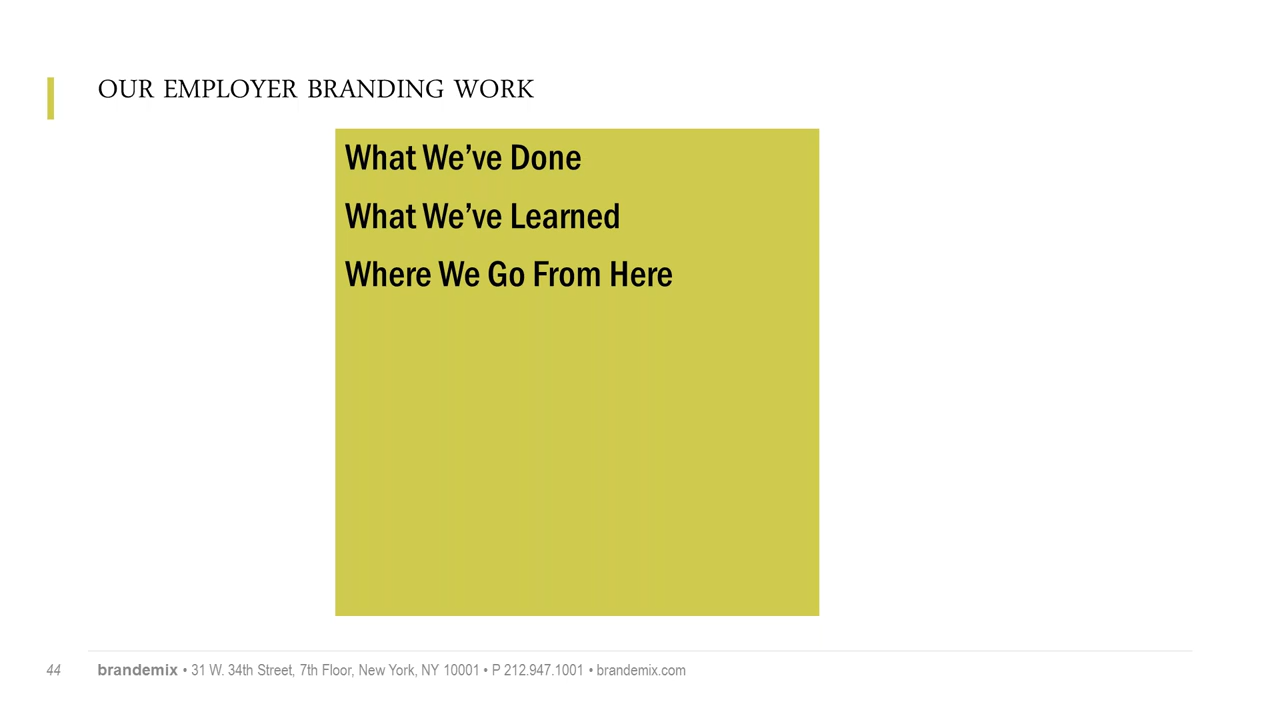 OUR EMPLOYER BRANDING WORK
What We’ve Done
What We’ve Learned
Where We Go From Here
44 brandemix • 31 W. 34th Street, 7th Floor, New York, NY 10001 • P 212.947.1001 • brandemix.com